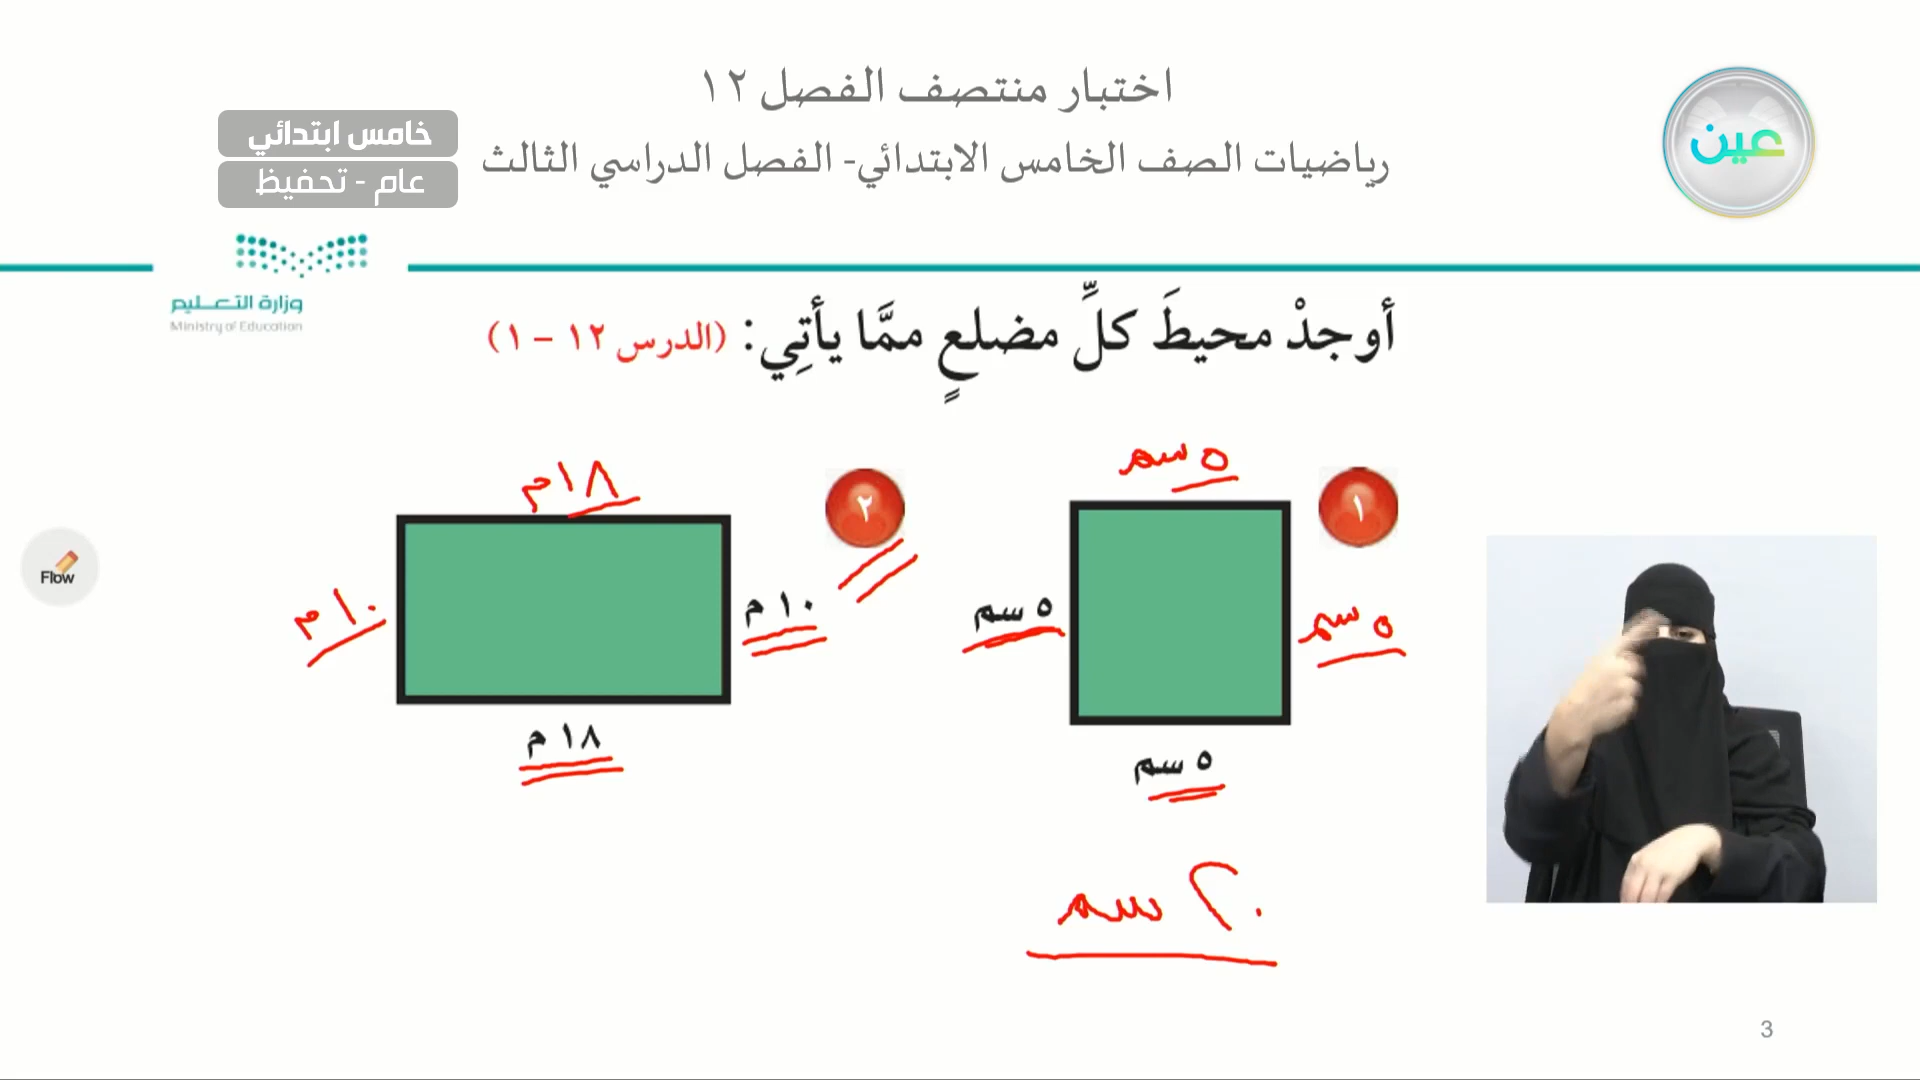 اختبار منتصف الفصل ١٢
رياضيات الصف الخامس الابتدائي- الفصل الدراسي الثالث
خامس ابتدائي
عام - تحفيظ
عين
وزارة التعليم
Ministry of Education
أوجدْ محيطَ كلِّ مضلعٍ ممَّا يأتِي: (الدرس ١٢ – ١)
١
٥ سم
٥ سم
٥ سم
٥ سم
٢٠ سم
٢
١٨ م
١٠ م
١٠ م
١٨ م
Flow
3